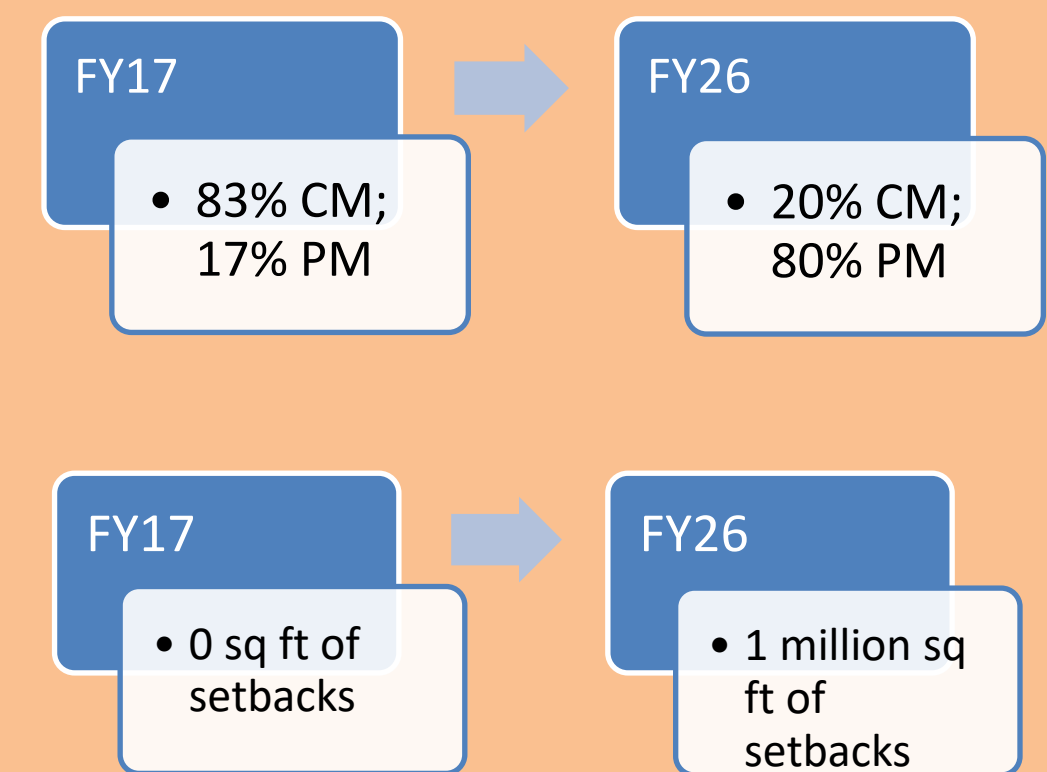 FY17
• 83% CM;
17% PM
FY26
• 20% CM;
80% PM
FY17
• 0 sq ft of
setbacks
FY26
• 1 million sq
ft of
setbacks